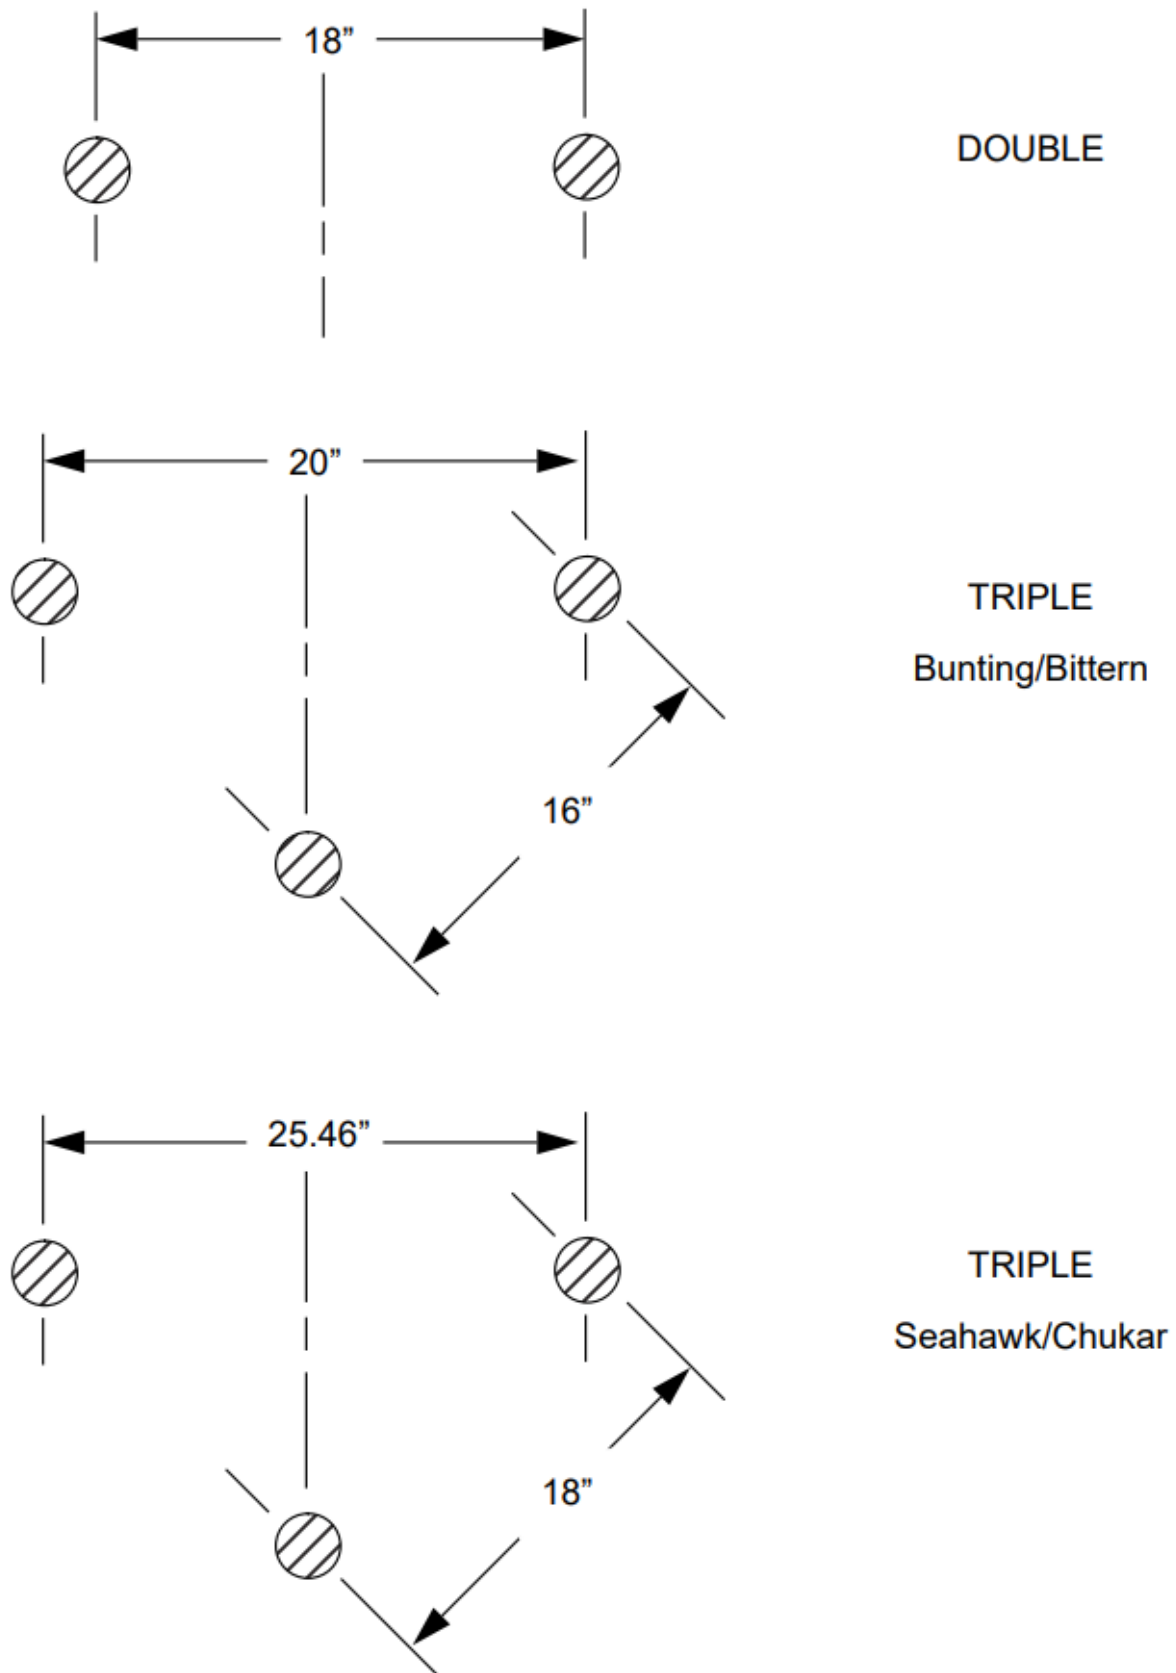 18”
DOUBLE
20”
TRIPLE
Bunting/Bittern
16”
25.46”
TRIPLE
Seahawk/Chukar
18”